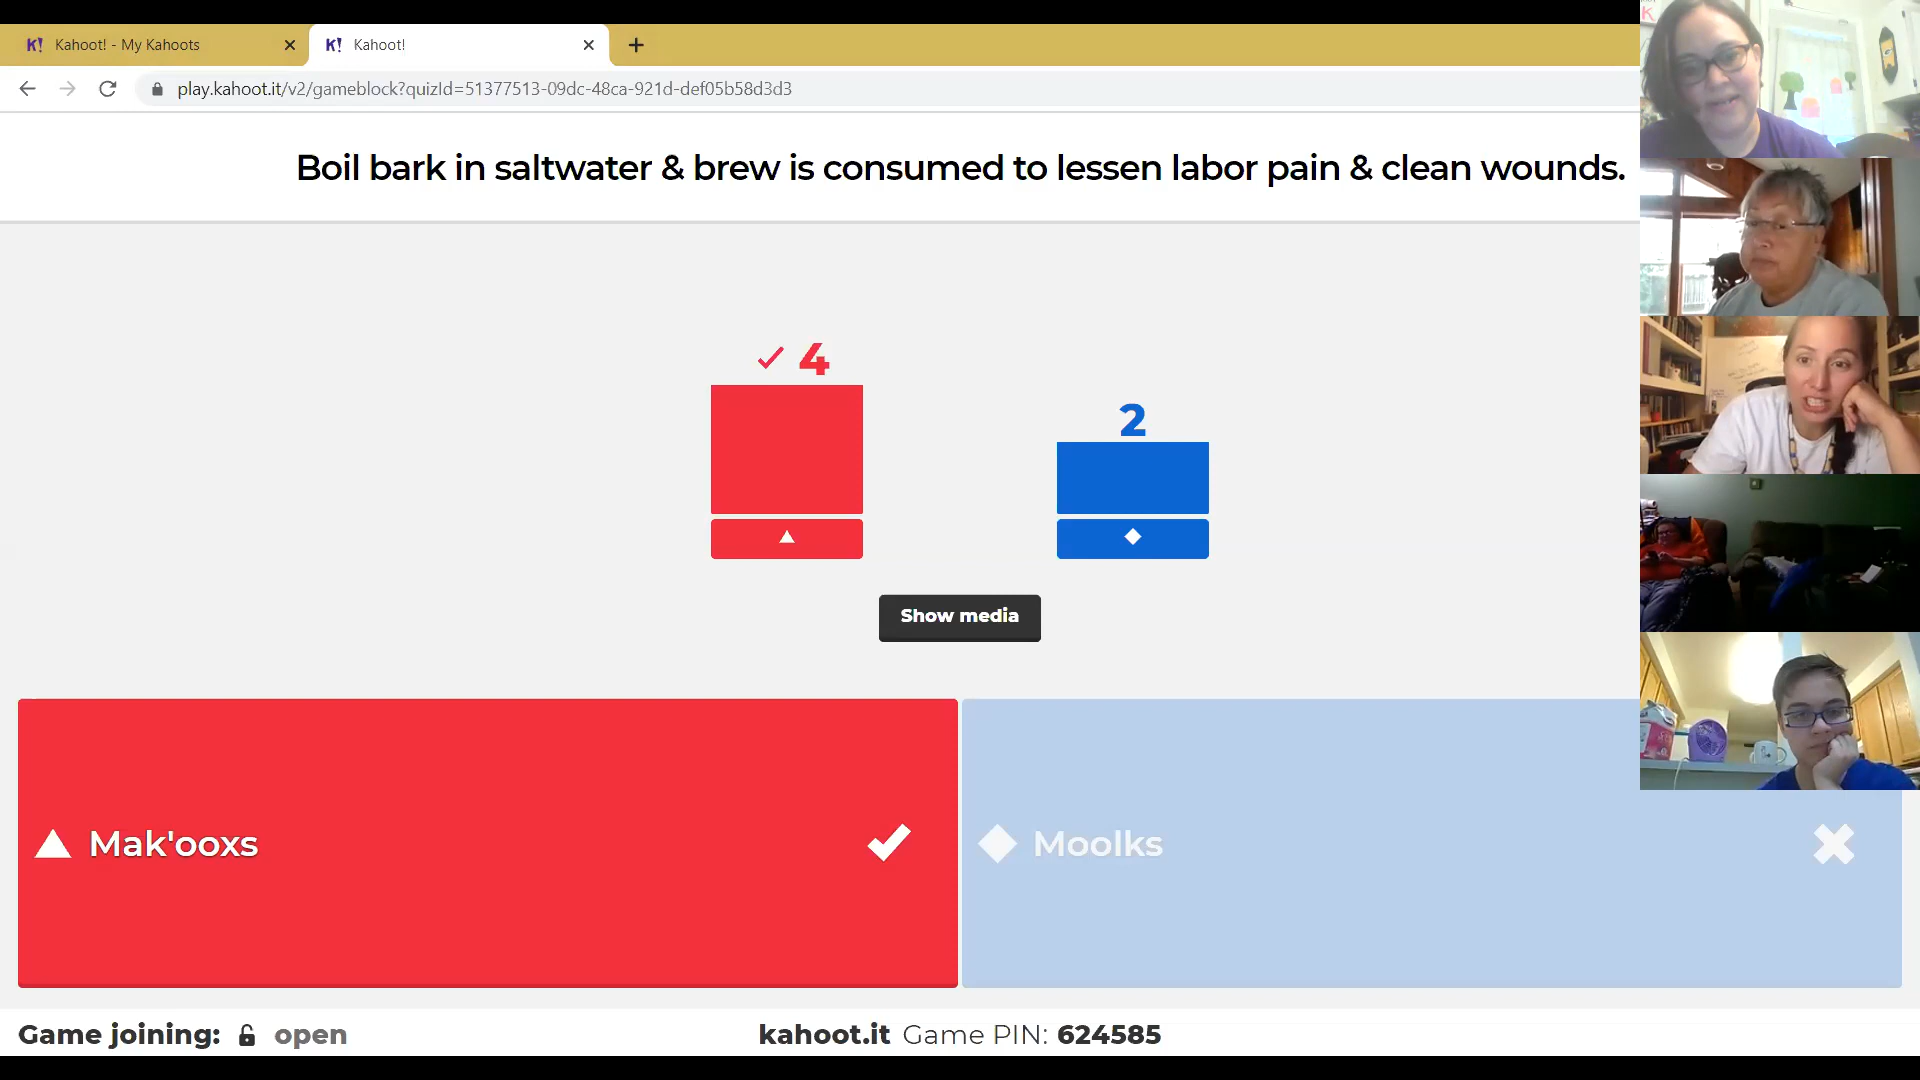 K! Kahoot! - My Kahoots
K! Kahoot!
play.kahoot.it/v2/gameblock?quizId=51377513-09dc-48ca-921d-def05b58d3d3
Boil bark in saltwater & brew is consumed to lessen labor pain & clean wounds.
4
2
Show media
Mak'ooxs
Moolks
Game joining: open
kahoot.it Game PIN: 624585